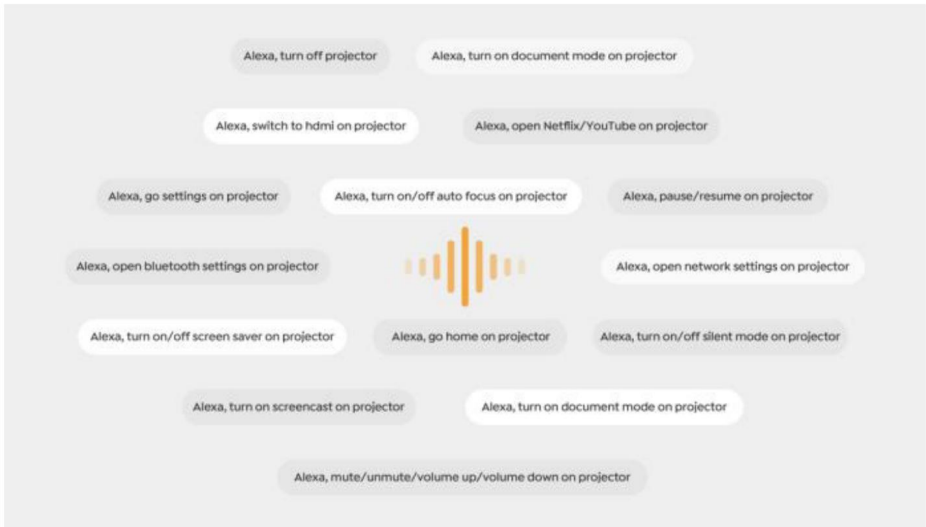 Alexa, turn off projector
Alexa, turn on document mode on projector
Alexa, switch to hdmi on projector
Alexa, open Netflix/YouTube on projector
Alexa, go settings on projector
Alexa, turn on/off auto focus on projector
Alexa, pause/resume on projector
Alexa, open bluetooth settings on projector
Alexa, open network settings on projector
Alexa, turn on/off screen saver on projector
Alexa, go home on projector
Alexa, turn on/off silent mode on projector
Alexa, turn on screencast on projector
Alexa, turn on document mode on projector
Alexa, mute/unmute/volume up/volume down on projector